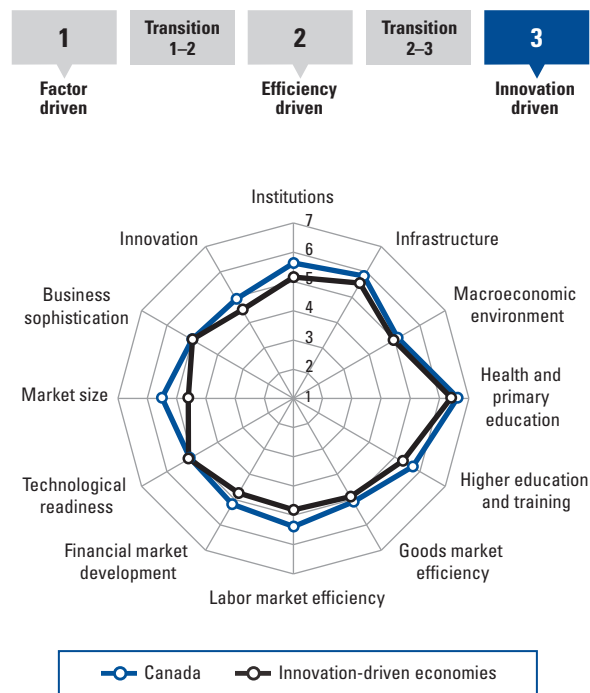 1
Transition
1–2
2
Transition
2–3
3
Factor
driven
Efficiency
driven
Innovation
driven
Institutions
7
Innovation
Infrastructure
6
5
Business
sophistication
Macroeconomic
environment
4
3
2
Market size
1
Health and
primary
education
Technological
readiness
Higher education
and training
Financial market
development
Goods market
efficiency
Labor market efficiency
Canada
Innovation-driven economies